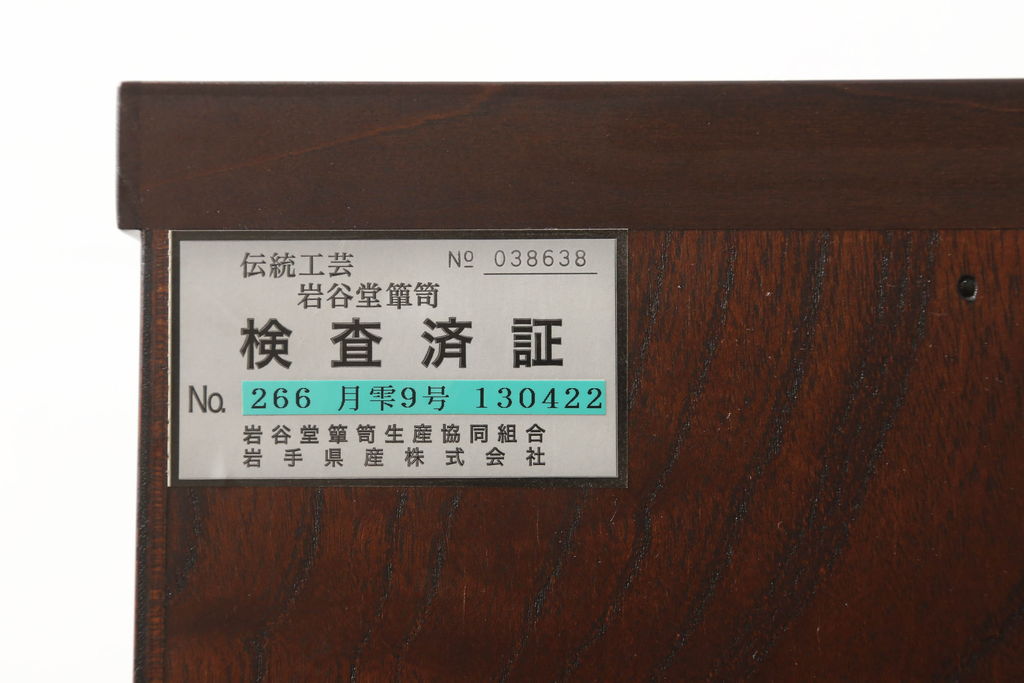 伝統工芸 № 038638
岩谷堂簞笥
検査済証
No. 266 月雫9号 130422
岩谷堂簞笥生産協同組合
岩手県産株式会社